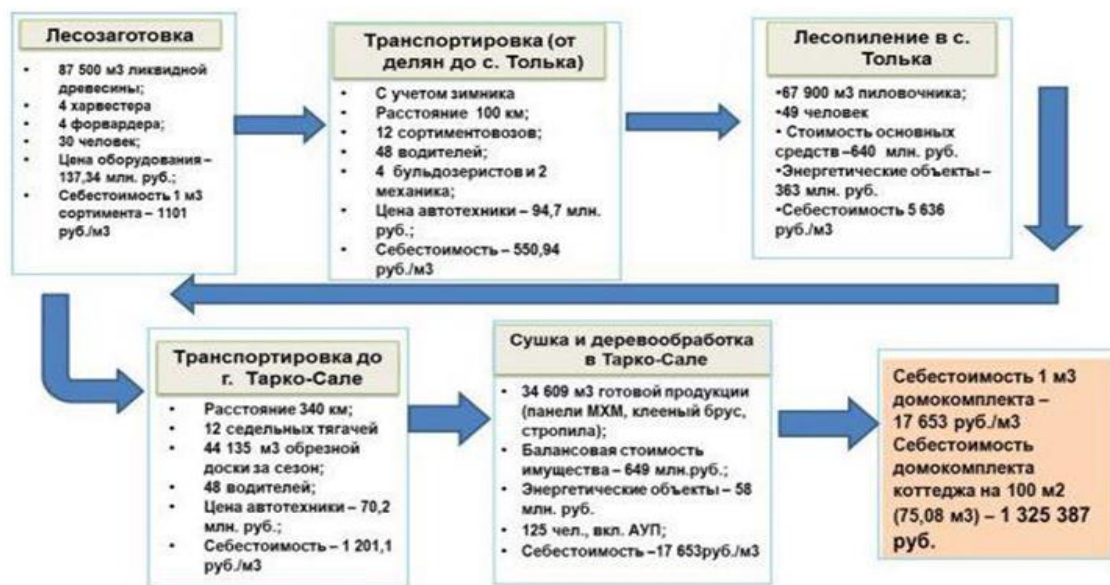 Лесозаготовка
• 87 500 м3 ликвидной
древесины;
• 4 харвестера
• 4 форвардера
• 30 человек;
• Цена оборудования –
137,34 млн. руб.;
• Себестоимость 1 м3
сортимента – 1101
руб./м3
Транспортировка (от
делян до с. Толька)
• С учетом зимника
• Расстояние 100 км;
• 12 сортиментовозов;
• 48 водителей;
• 4 бульдозеристов и 2
механика;
• Цена автотехники – 94,7 млн.
руб.;
• Себестоимость – 550,94
руб./м3
Лесопиление в с.
Толька
•67 900 м3 пиловочника;
•49 человек
• Стоимость основных
средств –640 млн. руб.
•Энергетические объекты –
363 млн. руб.
•Себестоимость 5 636
руб./м3
Транспортировка до
г. Тарко-Сале
• Расстояние 340 км;
• 12 седельных тягачей
• 44 135 м3 обрезной
доски за сезон;
• 48 водителей;
• Цена автотехники – 70,2
млн. руб.;
• Себестоимость – 1 201,1
руб./м3
Сушка и деревообработка
в Тарко-Сале
• 34 609 м3 готовой продукции
(панели МХМ, клееный брус,
стропила);
• Балансовая стоимость
имущества – 649 млн.руб.;
• Энергетические объекты – 58
млн. руб.
• 125 чел., вкл. АУП;
• Себестоимость –17 653руб./м3
Себестоимость 1 м3
домокомплекта –
17 653 руб./м3
Себестоимость
домокомплекта
коттеджа на 100 м2
(75,08 м3) – 1 325 387
руб.